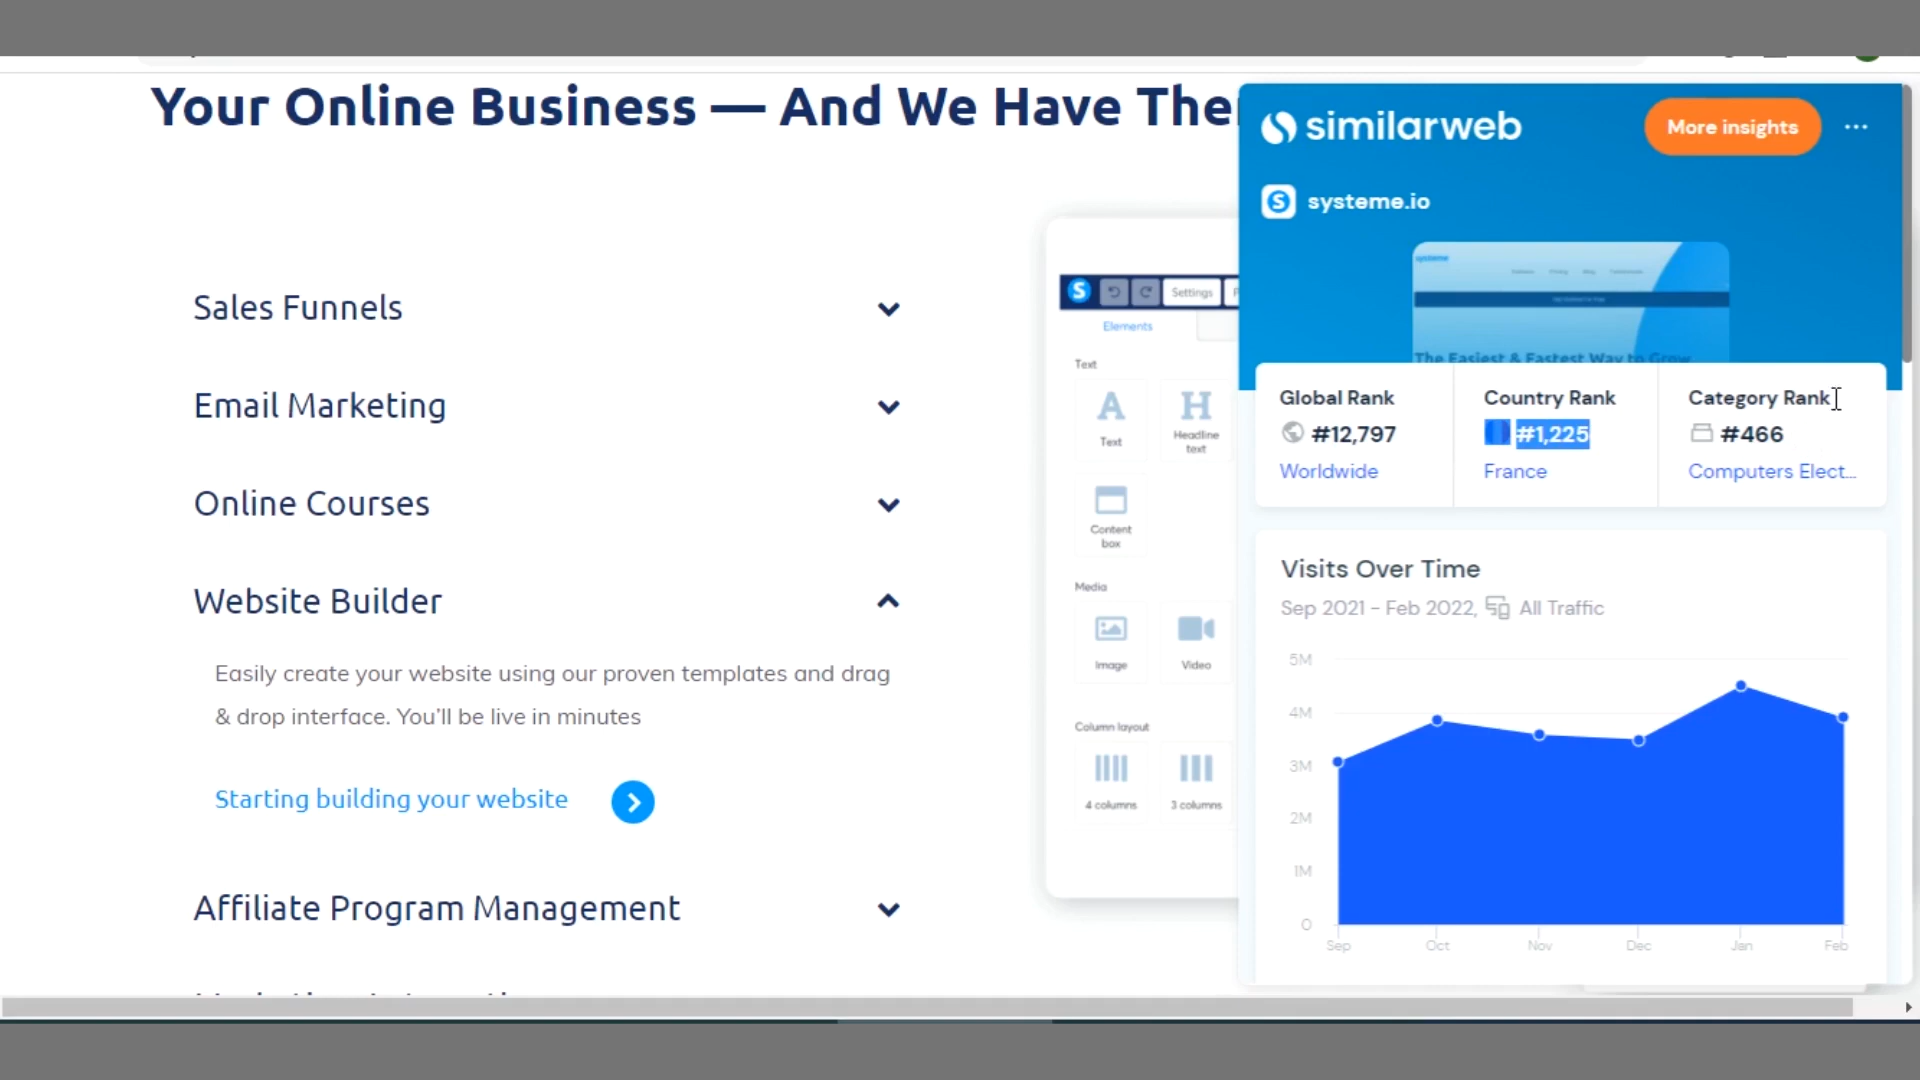 Your Online Business — And We Have The
Sales Funnels
Email Marketing
Online Courses
Website Builder
Easily create your website using our proven templates and drag
& drop interface. You'll be live in minutes
Starting building your website
Affiliate Program Management
Settings
Elements
Text
Text
Headline
text
Content
box
Media
Image
Video
Column layout
4 columns
3 columns
similarweb
More insights
systeme.io
systeme
The Easiest & Fastest Way to Grow
Global Rank
#12,797
Worldwide
Country Rank
#1,225
France
Category Rank
#466
Computers Elect...
Visits Over Time
Sep 2021 - Feb 2022, All Traffic
5M
4M
3M
2M
1M
0
Sep Oct Nov Dec Jan Feb